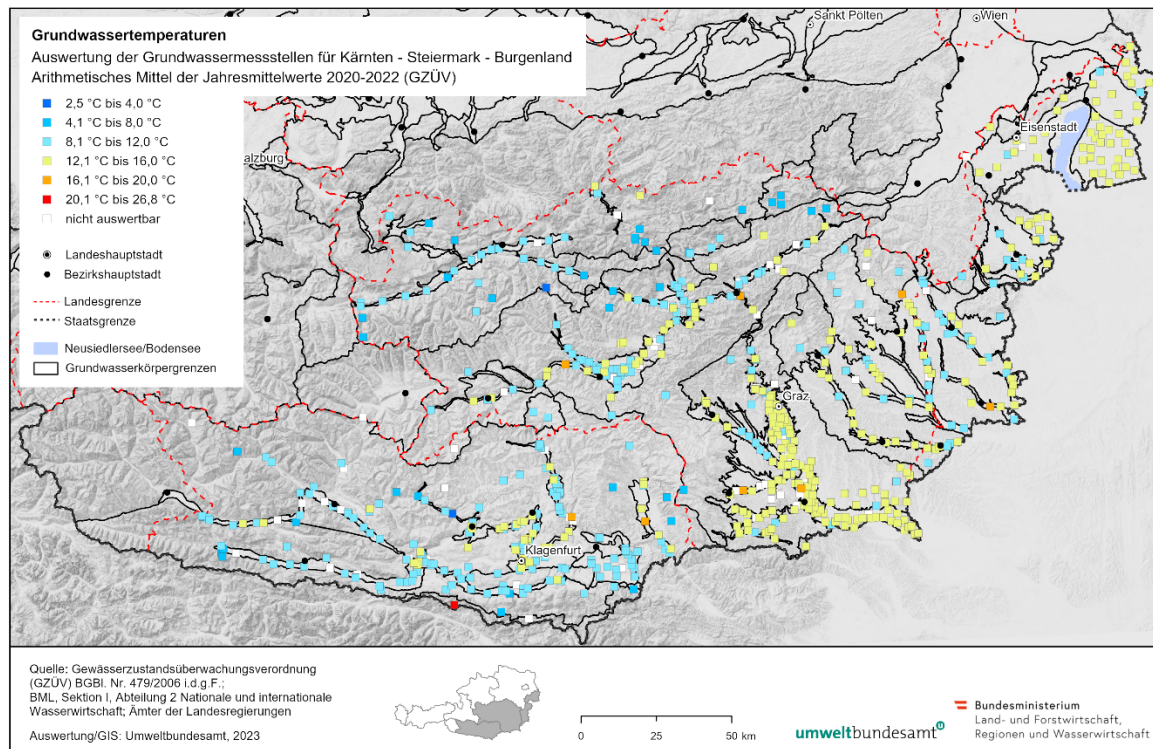 Grundwassertemperaturen
Auswertung der Grundwassermessstellen für Kärnten - Steiermark - Burgenland
Arithmetisches Mittel der Jahresmittelwerte 2020-2022 (GZÜV)
2,5 °C bis 4,0 °C
4,1 °C bis 8,0 °C
8,1 °C bis 12,0 °C
12,1 °C bis 16,0 °C
16,1 °C bis 20,0 °C
20,1 °C bis 26,8 °C
nicht auswertbar
Landeshauptstadt
Bezirkshauptstadt
Landesgrenze
Staatsgrenze
Neusiedlersee/Bodensee
Grundwasserkörpergrenzen
Sankt Pölten
Wien
Eisenstadt
alzburg
Graz
Klagenfurt
Quelle: Gewässerzustandsüberwachungsverordnung
(GZÜV) BGBl. Nr. 479/2006 i.d.g.F.;
BML, Sektion I, Abteilung 2 Nationale und internationale
Wasserwirtschaft; Ämter der Landesregierungen
Auswertung/GIS: Umweltbundesamt, 2023
0 25 50 km
umweltbundesamt
Bundesministerium
Land- und Forstwirtschaft,
Regionen und Wasserwirtschaft